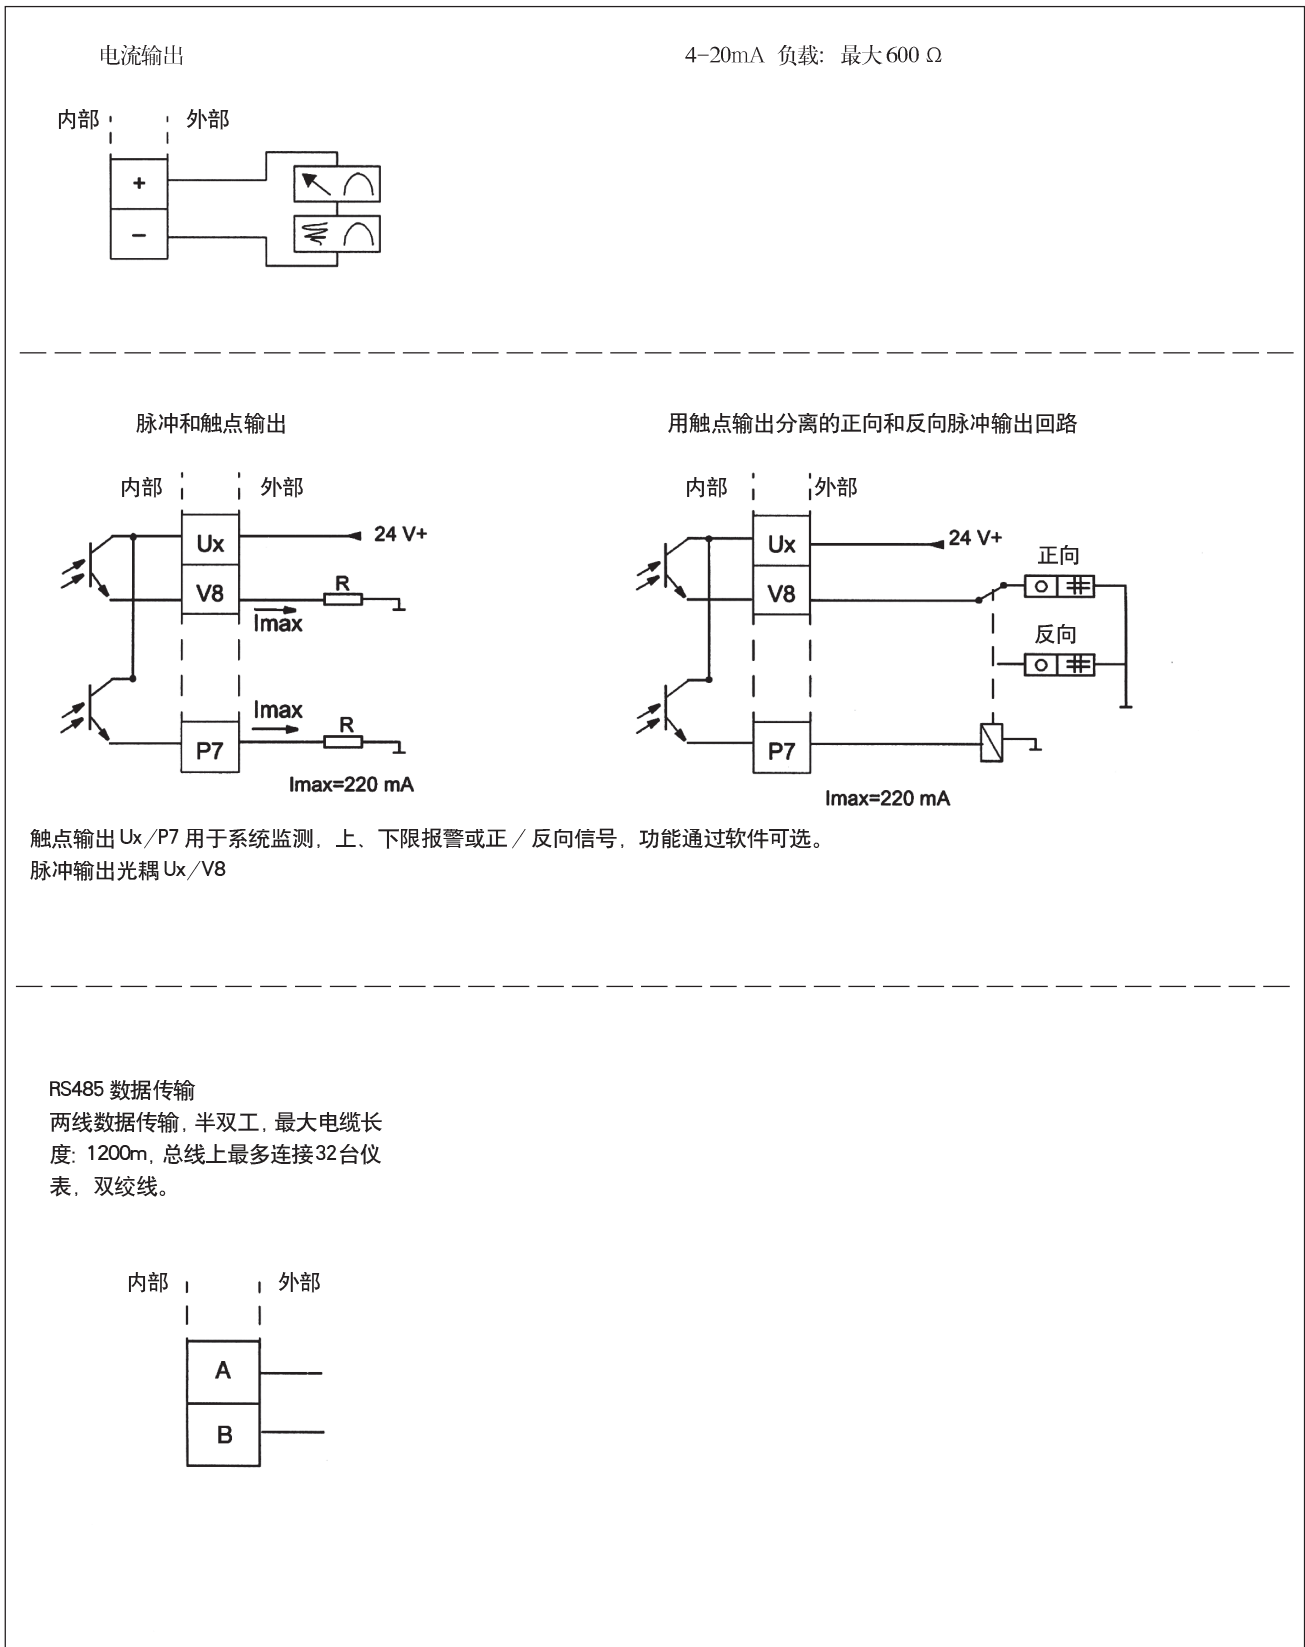 电流输出
4-20mA 负载: 最大600 Ω
内部 外部
+
−
脉冲和触点输出
内部 外部
Ux
24 V+
V8
R
Imax
Imax
R
P7
Imax=220 mA
用触点输出分离的正向和反向脉冲输出回路
内部 外部
Ux
24 V+
正向
V8
反向
P7
Imax=220 mA
触点输出 Ux/P7 用于系统监测, 上、下限报警或正/反向信号, 功能通过软件可选。
脉冲输出光耦 Ux/V8
RS485 数据传输
两线数据传输, 半双工, 最大电缆长
度: 1200m, 总线上最多连接32台仪
表, 双绞线。
内部 外部
A
B